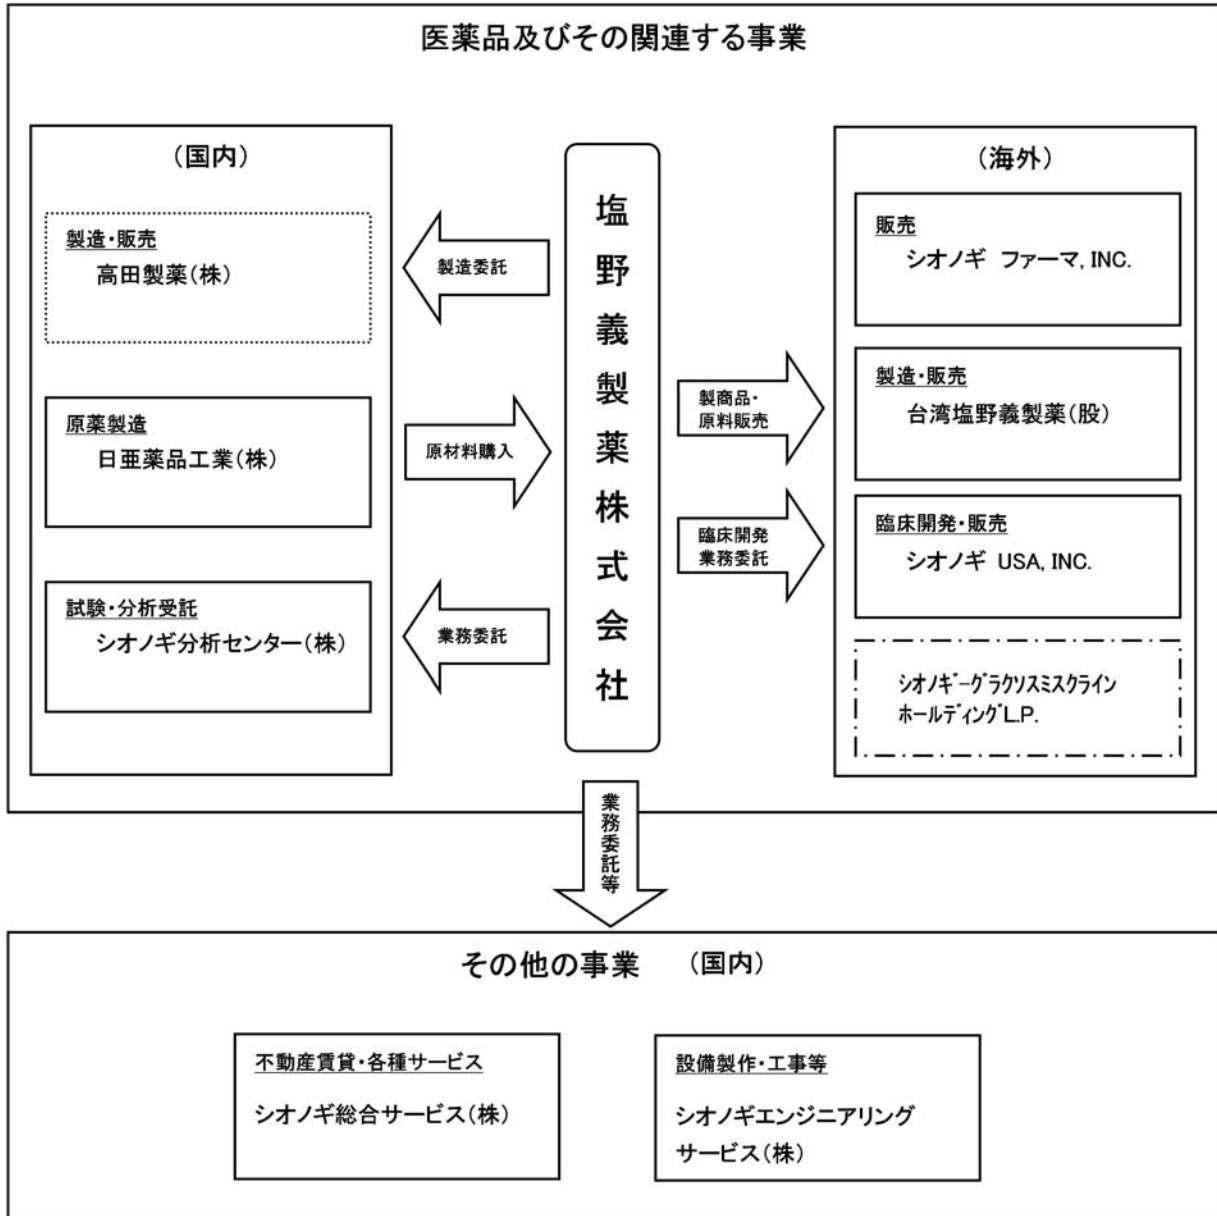 医薬品及びその関連する事業
（国内）
製造・販売
高田製薬（株）
原薬製造
日亜薬品工業（株）
試験・分析受託
シオノギ分析センター（株）
製造委託
原材料購入
業務委託
塩野義製薬株式会社
製商品・
原料販売
臨床開発
業務委託
（海外）
販売
シオノギ ファーマ, INC.
製造・販売
台湾塩野義製薬（股）
臨床開発・販売
シオノギ USA, INC.
ｼｵﾉｷﾞｰｸﾞﾗｸｿｽﾐｽｸﾗｲﾝ
ﾎｰﾙﾃﾞｨﾝｸﾞL.P.
業務委託等
その他の事業 （国内）
不動産賃貸・各種サービス
シオノギ総合サービス（株）
設備製作・工事等
シオノギエンジニアリング
サービス（株）